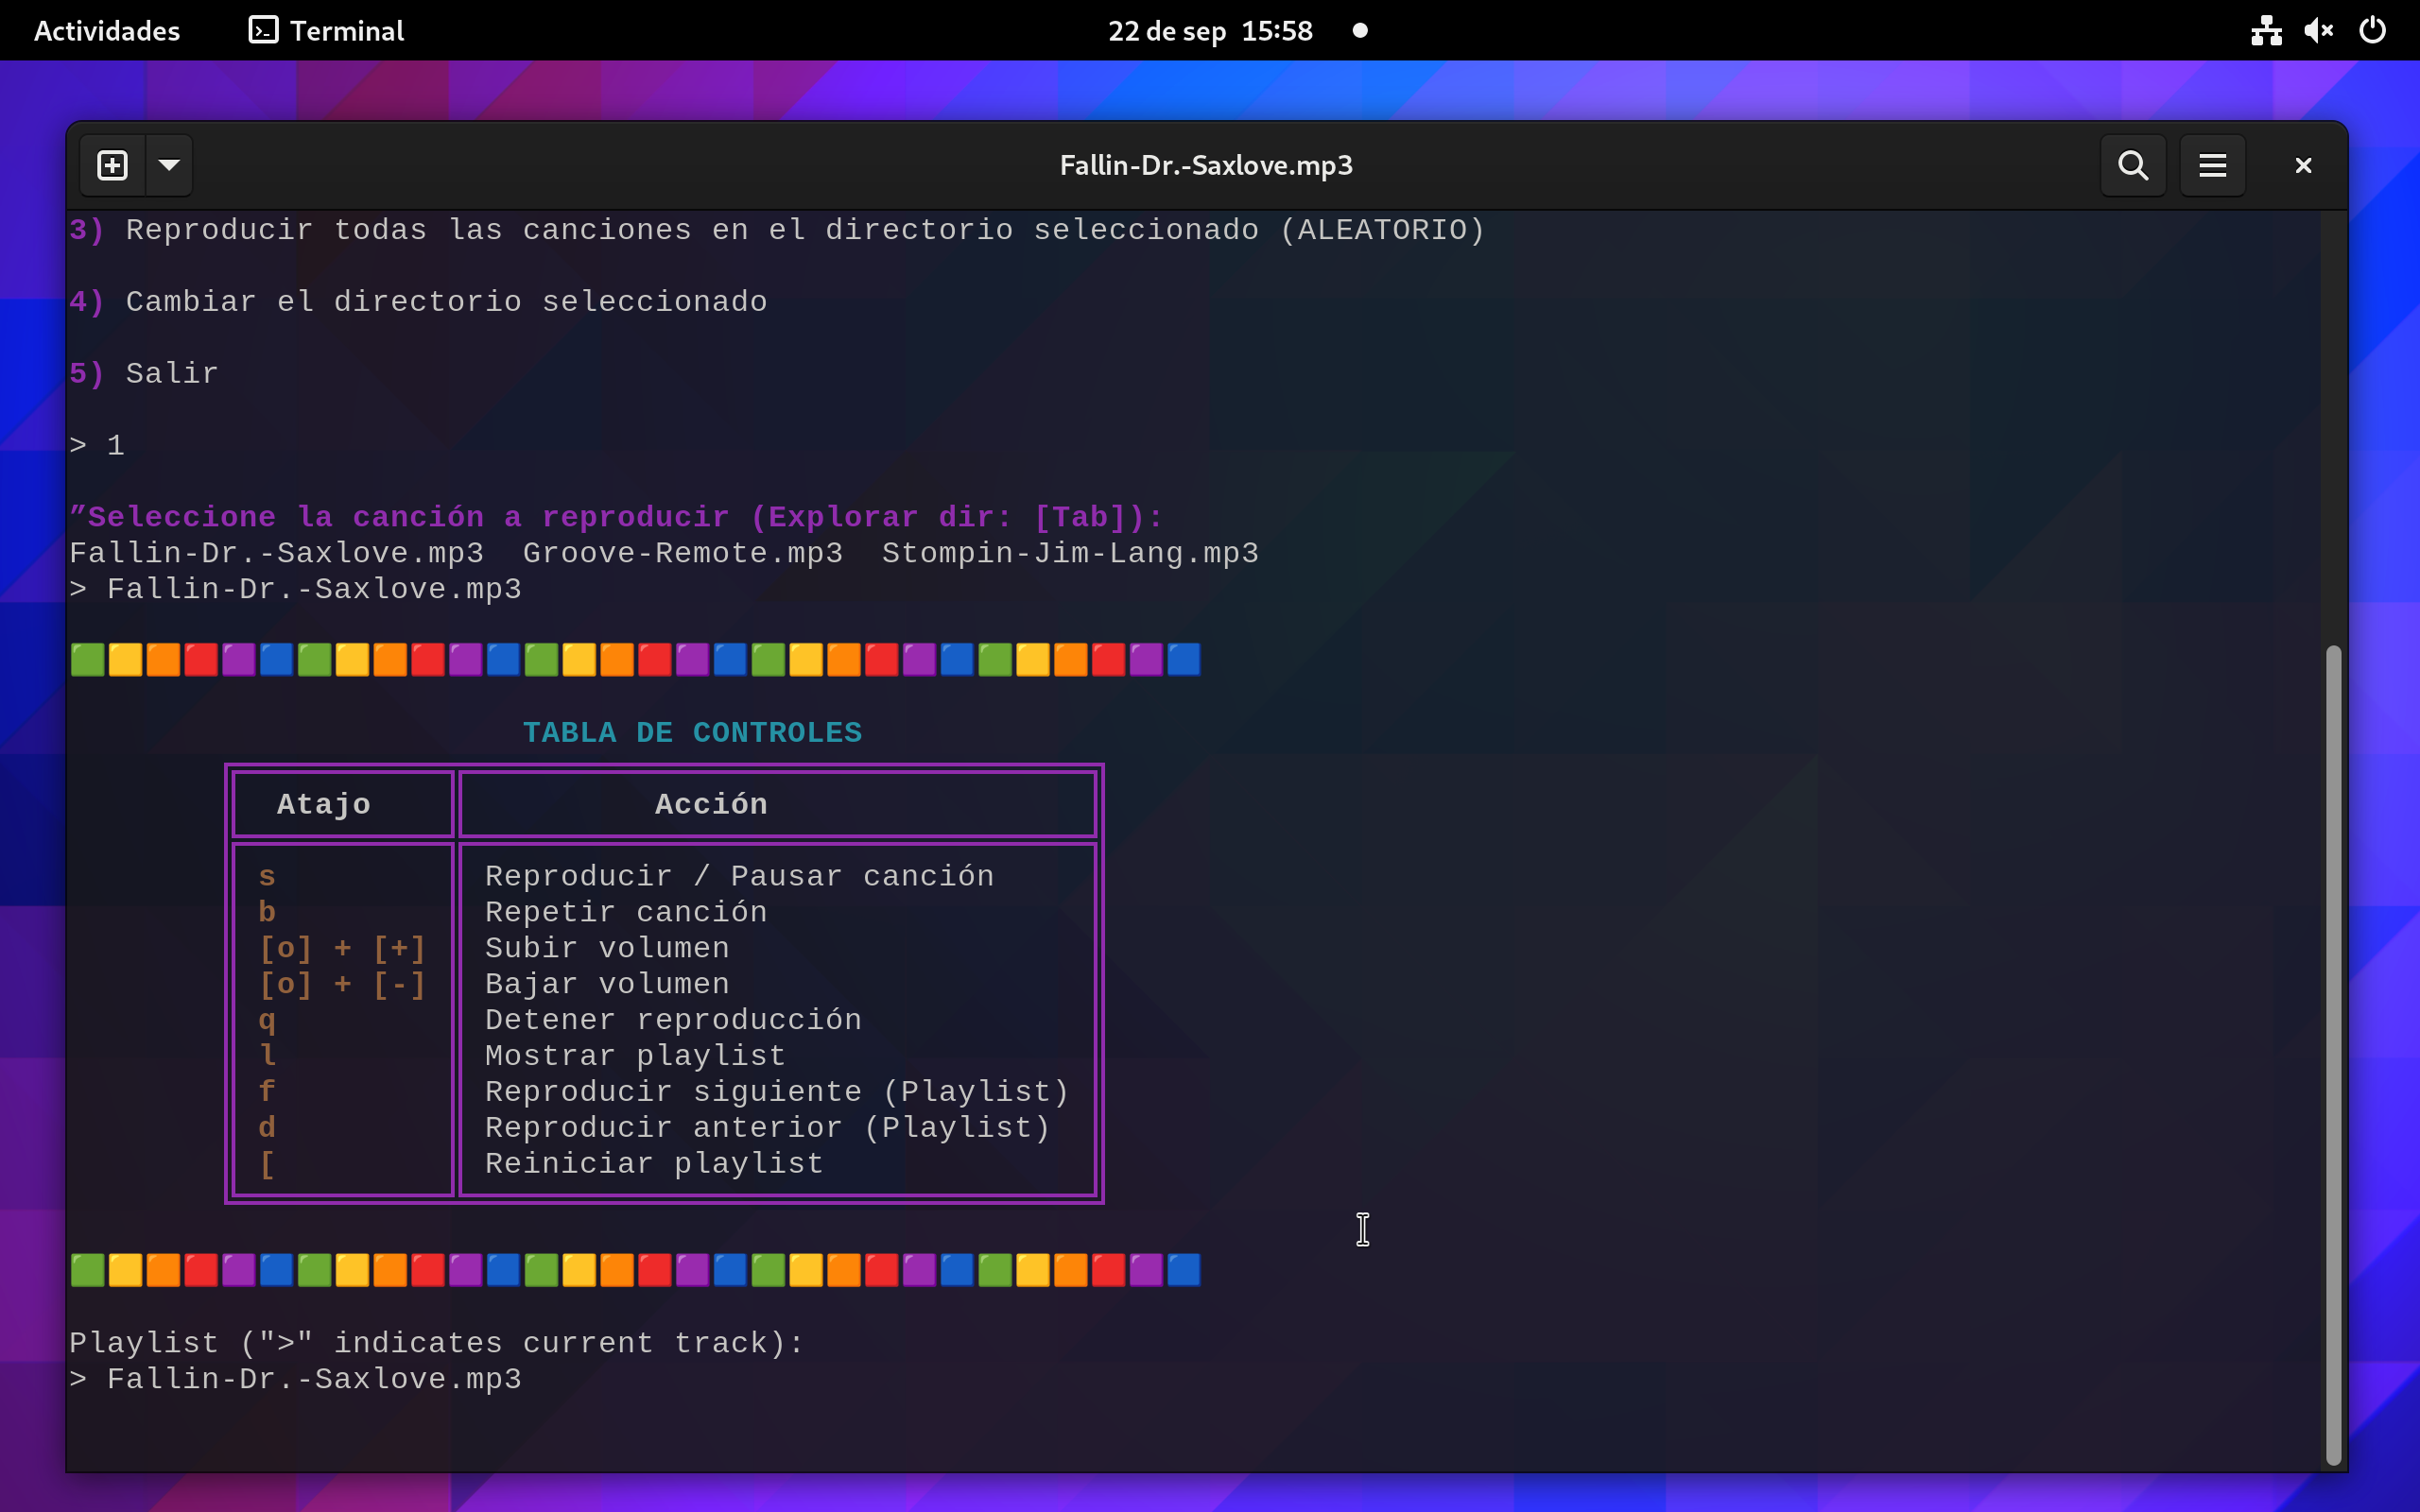 Actividades Terminal 22 de sep 15:58
Fallin-Dr.-Saxlove.mp3
3) Reproducir todas las canciones en el directorio seleccionado (ALEATORIO)
4) Cambiar el directorio seleccionado
5) Salir
> 1
”Seleccione la canción a reproducir (Explorar dir: [Tab]):
Fallin-Dr.-Saxlove.mp3 Groove-Remote.mp3 Stompin-Jim-Lang.mp3
> Fallin-Dr.-Saxlove.mp3
TABLA DE CONTROLES
Atajo Acción
s Reproducir / Pausar canción
b Repetir canción
[o] + [+] Subir volumen
[o] + [-] Bajar volumen
q Detener reproducción
l Mostrar playlist
f Reproducir siguiente (Playlist)
d Reproducir anterior (Playlist)
[ Reiniciar playlist
Playlist (">" indicates current track):
> Fallin-Dr.-Saxlove.mp3